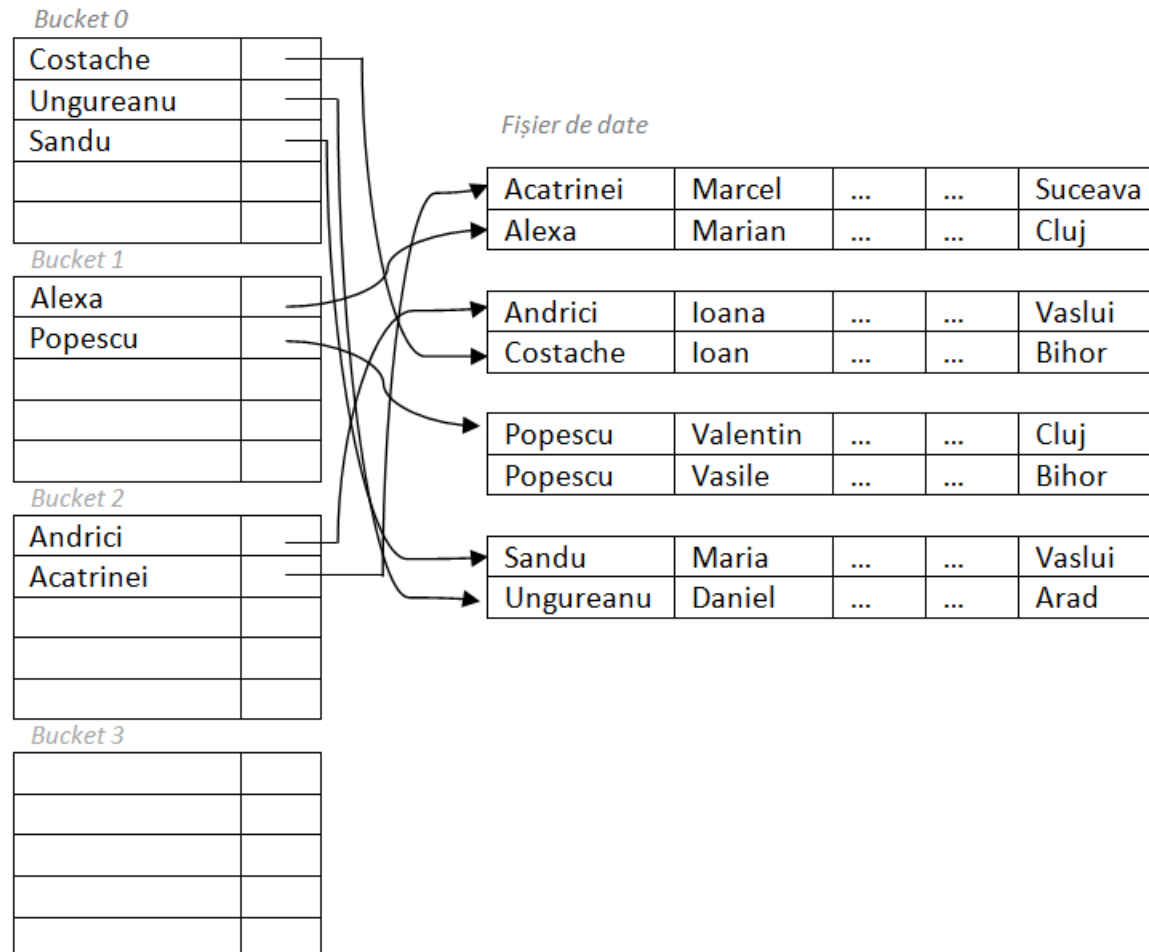 Bucket 0
Costache
Ungureanu
Sandu
Bucket 1
Alexa
Popescu
Bucket 2
Andrici
Acatrinei
Bucket 3
Fișier de date
Acatrinei Marcel ... ... Suceava
Alexa Marian ... ... Cluj
Andrici Ioana ... ... Vaslui
Costache Ioan ... ... Bihor
Popescu Valentin ... ... Cluj
Popescu Vasile ... ... Bihor
Sandu Maria ... ... Vaslui
Ungureanu Daniel ... ... Arad